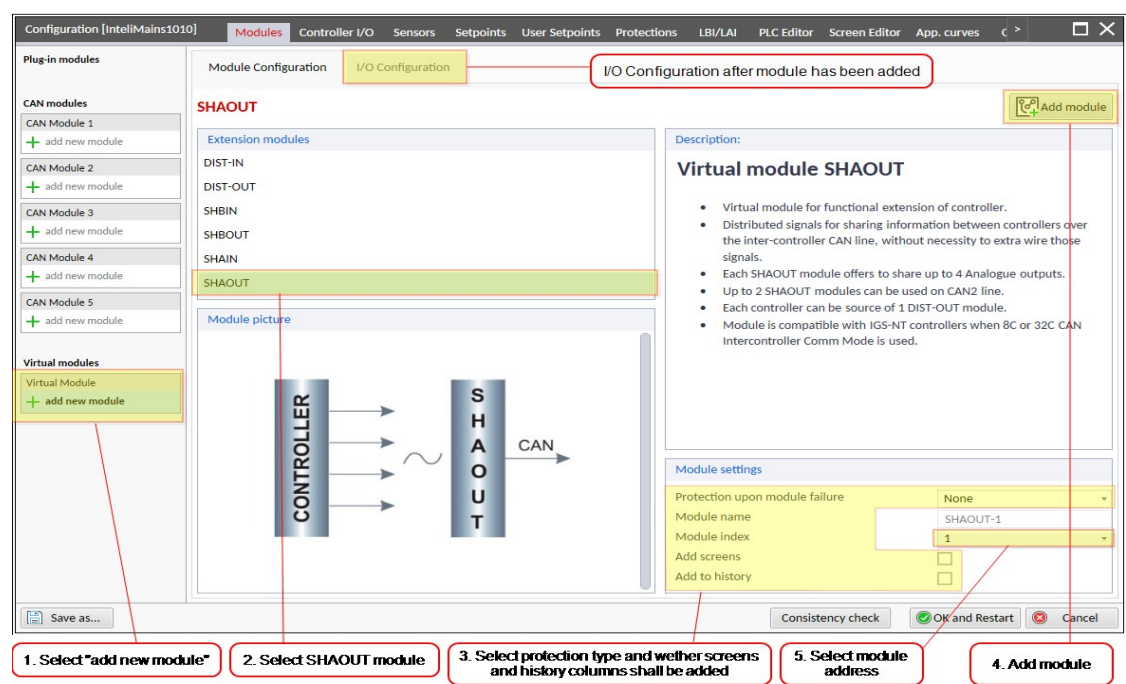 Configuration [InteliMains1010]
Modules Controller I/O Sensors Setpoints User Setpoints Protections LBI/LAI PLC Editor Screen Editor App. curves
Plug-in modules
Module Configuration I/O Configuration
I/O Configuration after module has been added
CAN modules
CAN Module 1
add new module
CAN Module 2
add new module
CAN Module 3
add new module
CAN Module 4
add new module
CAN Module 5
add new module
Virtual modules
Virtual Module
add new module
SHAOUT
Add module
Extension modules
DIST-IN
DIST-OUT
SHBIN
SHBOUT
SHAIN
SHAOUT
Module picture
CONTROLLER
SHAOUT
CAN
Description:
Virtual module SHAOUT
Virtual module for functional extension of controller.
Distributed signals for sharing information between controllers over
the inter-controller CAN line, without necessity to extra wire those
signals.
Each SHAOUT module offers to share up to 4 Analogue outputs.
Up to 2 SHAOUT modules can be used on CAN2 line.
Each controller can be source of 1 DIST-OUT module.
Module is compatible with IGS-NT controllers when 8C or 32C CAN
Intercontroller Comm Mode is used.
Module settings
Protection upon module failure None
Module name SHAOUT-1
Module index 1
Add screens
Add to history
Save as...
Consistency check
OK and Restart
Cancel
1. Select "add new module"
2. Select SHAOUT module
3. Select protection type and wether screens
and history columns shall be added
5. Select module
address
4. Add module